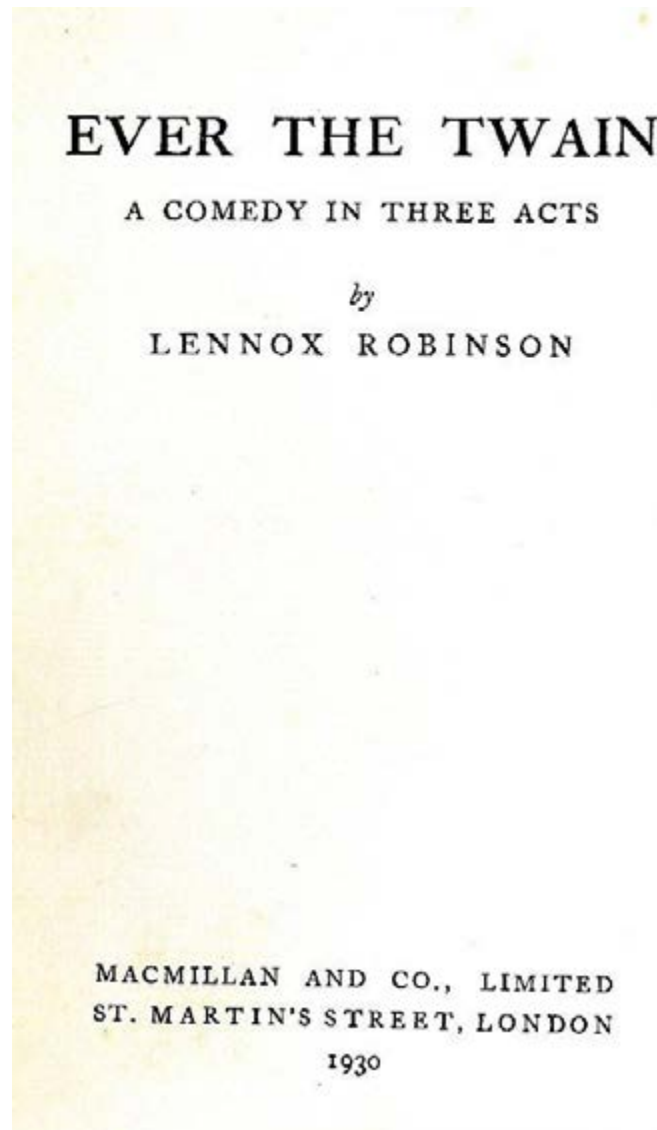 EVER THE TWAIN
A COMEDY IN THREE ACTS
by
LENNOX ROBINSON
MACMILLAN AND CO., LIMITED
ST. MARTIN'S STREET, LONDON
1930